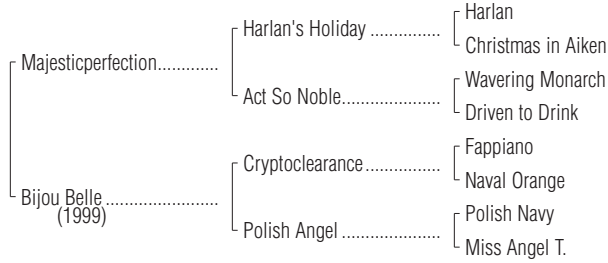 Harlan
Harlan's Holiday ...............
Christmas in Aiken
Majesticperfection.............
Wavering Monarch
Act So Noble......................
Driven to Drink
Fappiano
Cryptoclearance ................
Naval Orange
Bijou Belle ........................
(1999)
Polish Navy
Polish Angel .....................
Miss Angel T.